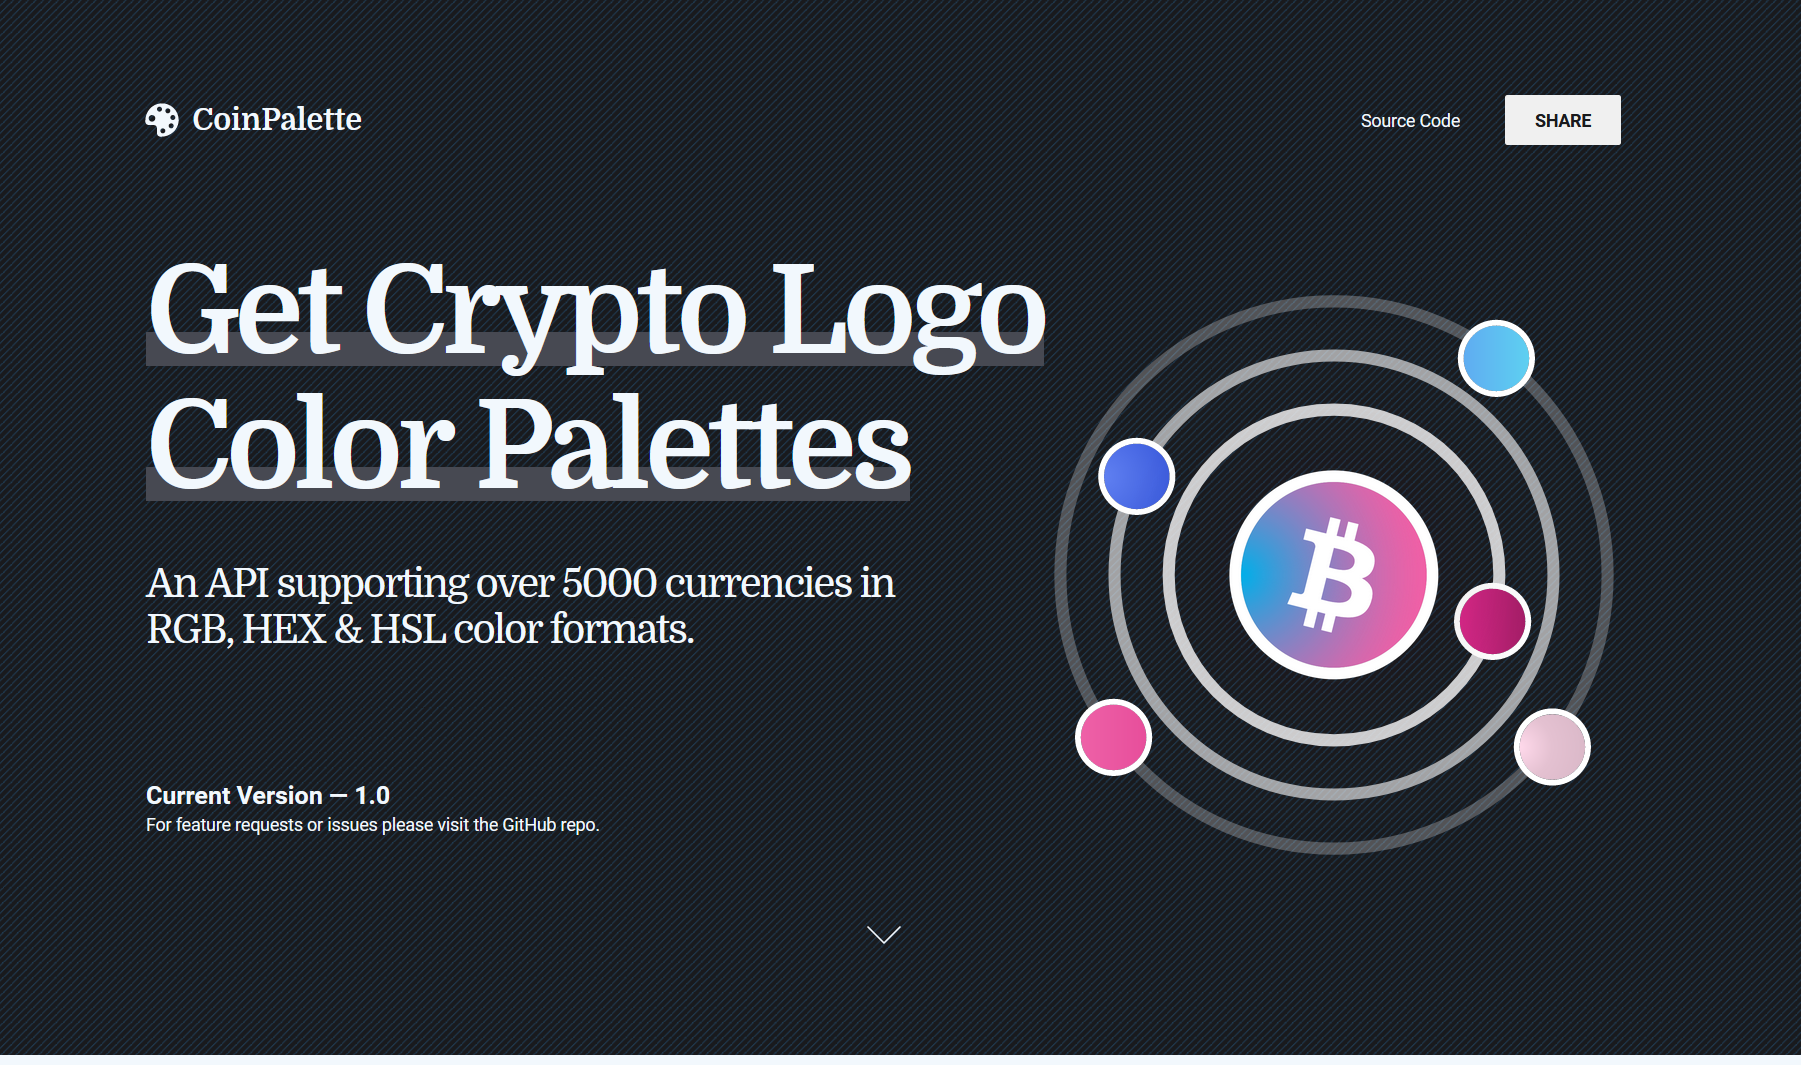 CoinPalette
Source Code
SHARE
Get Crypto Logo
Color Palettes
An API supporting over 5000 currencies in
RGB, HEX & HSL color formats.
Current Version — 1.0
For feature requests or issues please visit the GitHub repo.